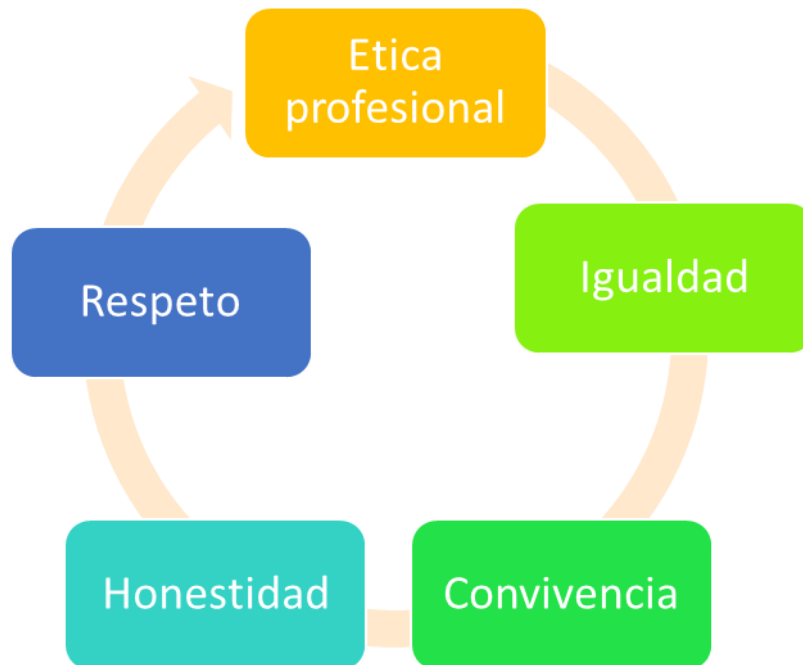 Etica
profesional
Igualdad
Convivencia
Honestidad
Respeto